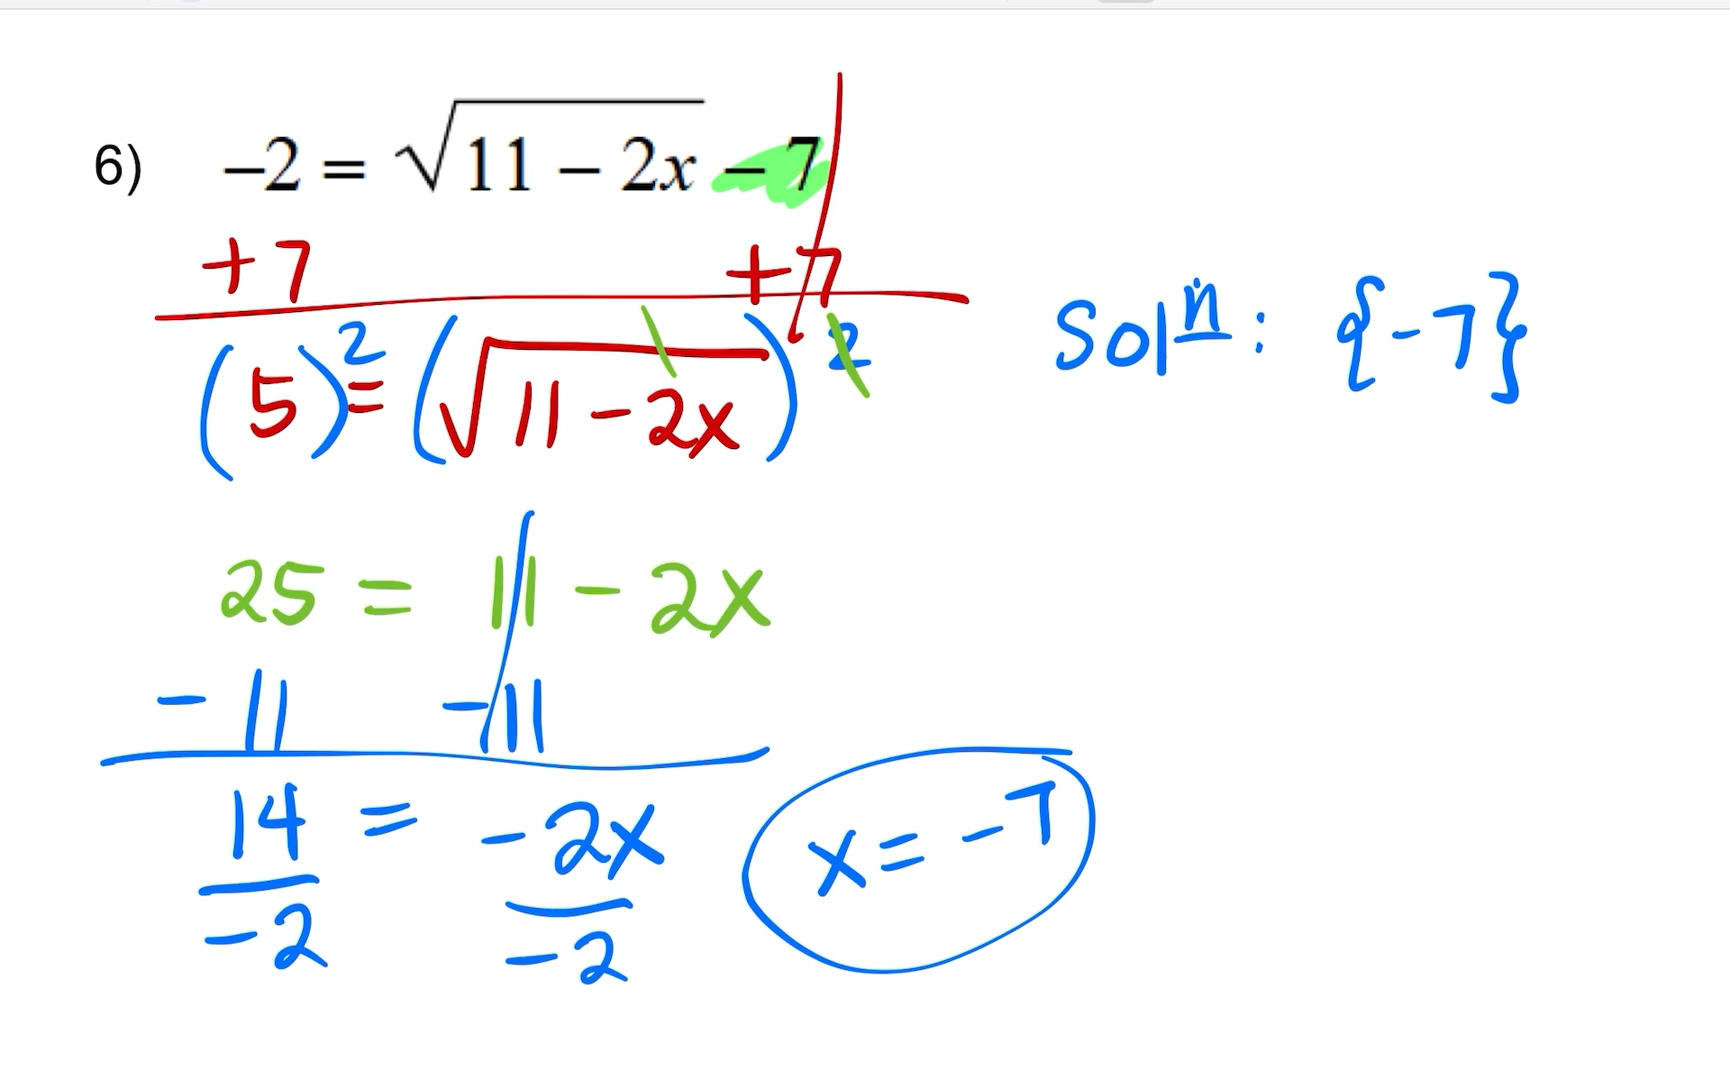 6) –2 = √11 – 2x – 7
+7 +7
(5)² = (√11 - 2x)²
Solⁿ: {-7}
25 = 11 - 2x
- 11 - 11
14 = - 2x
-2 -2
x = -7